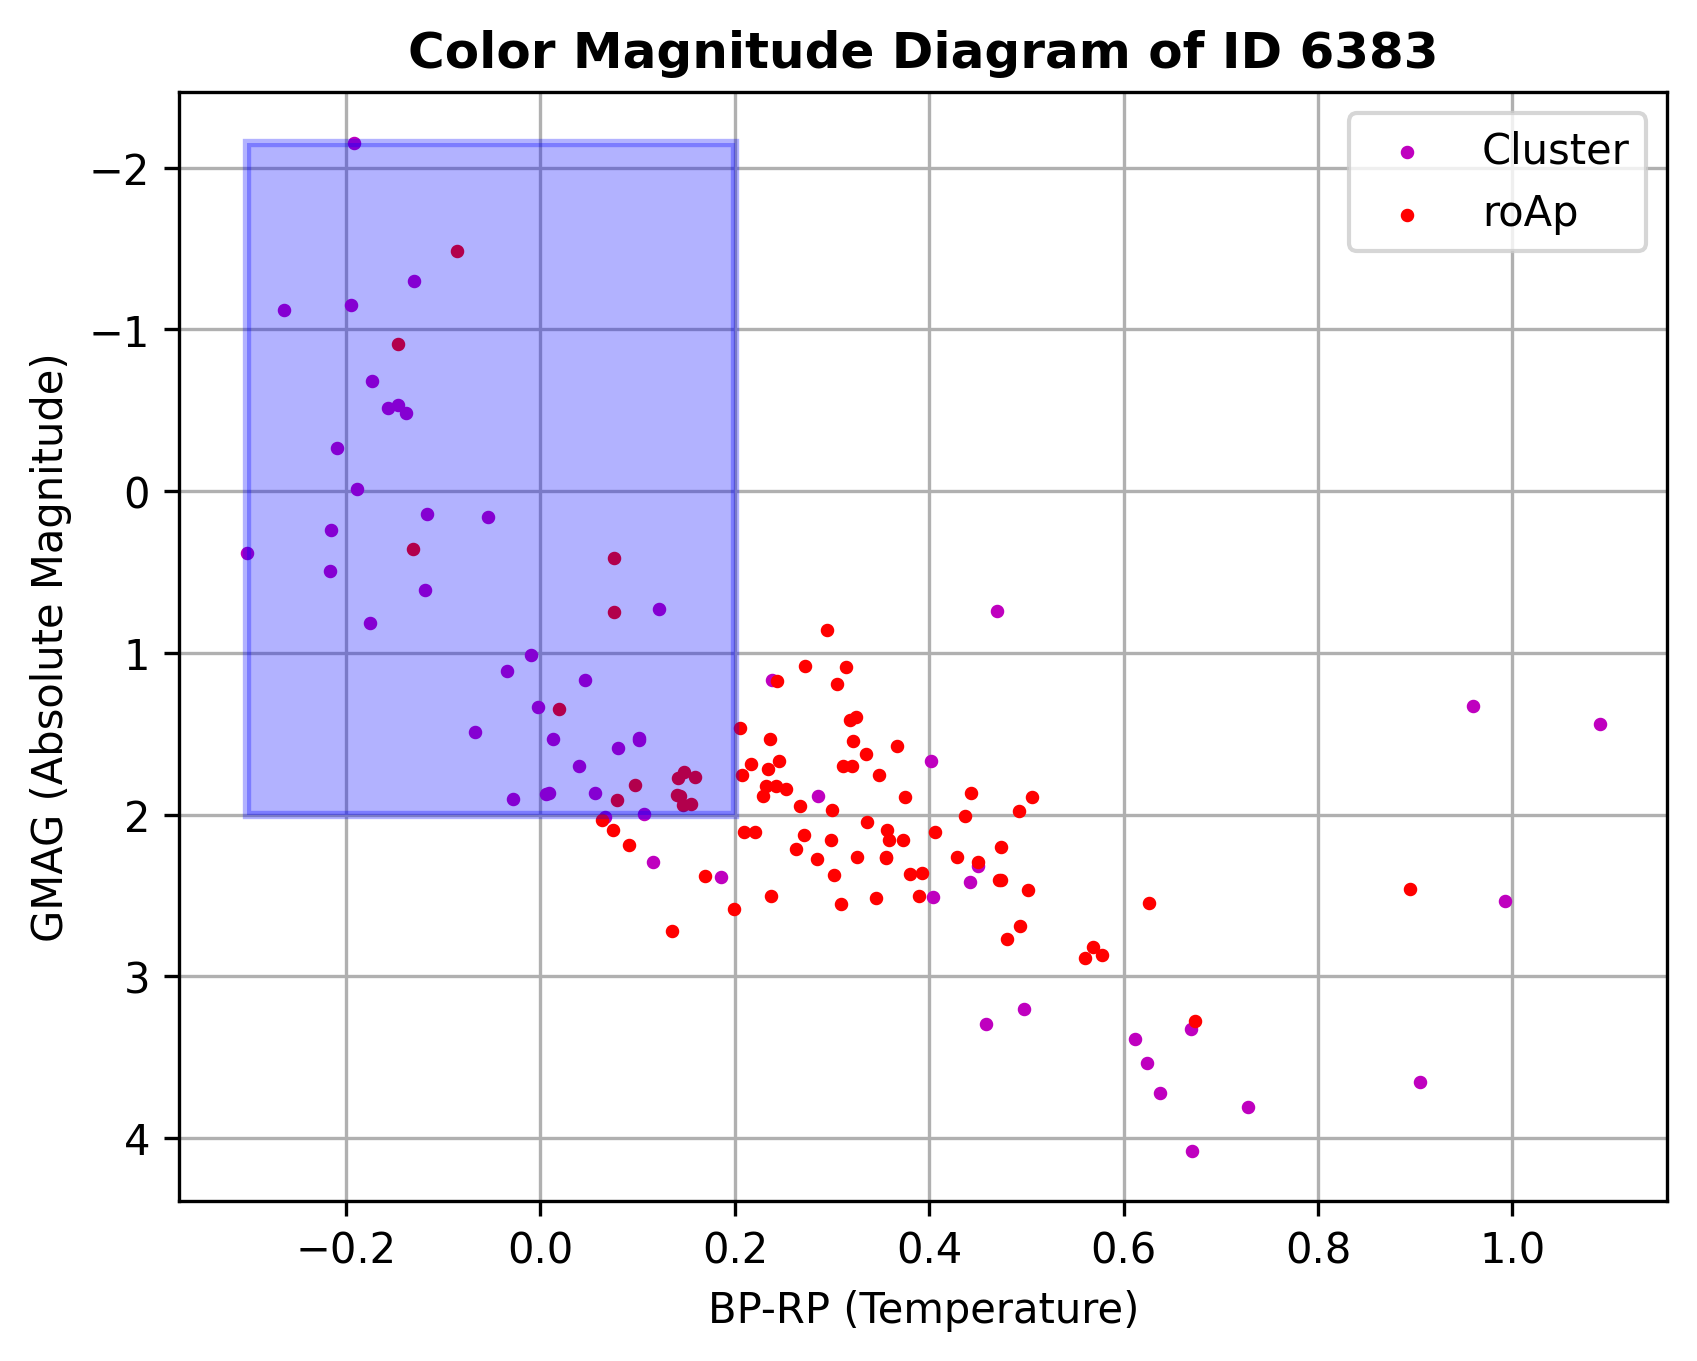 Color Magnitude Diagram of ID 6383
Cluster
roAp
GMAG (Absolute Magnitude)
−2
−1
0
1
2
3
4
−0.2 0.0 0.2 0.4 0.6 0.8 1.0
BP-RP (Temperature)